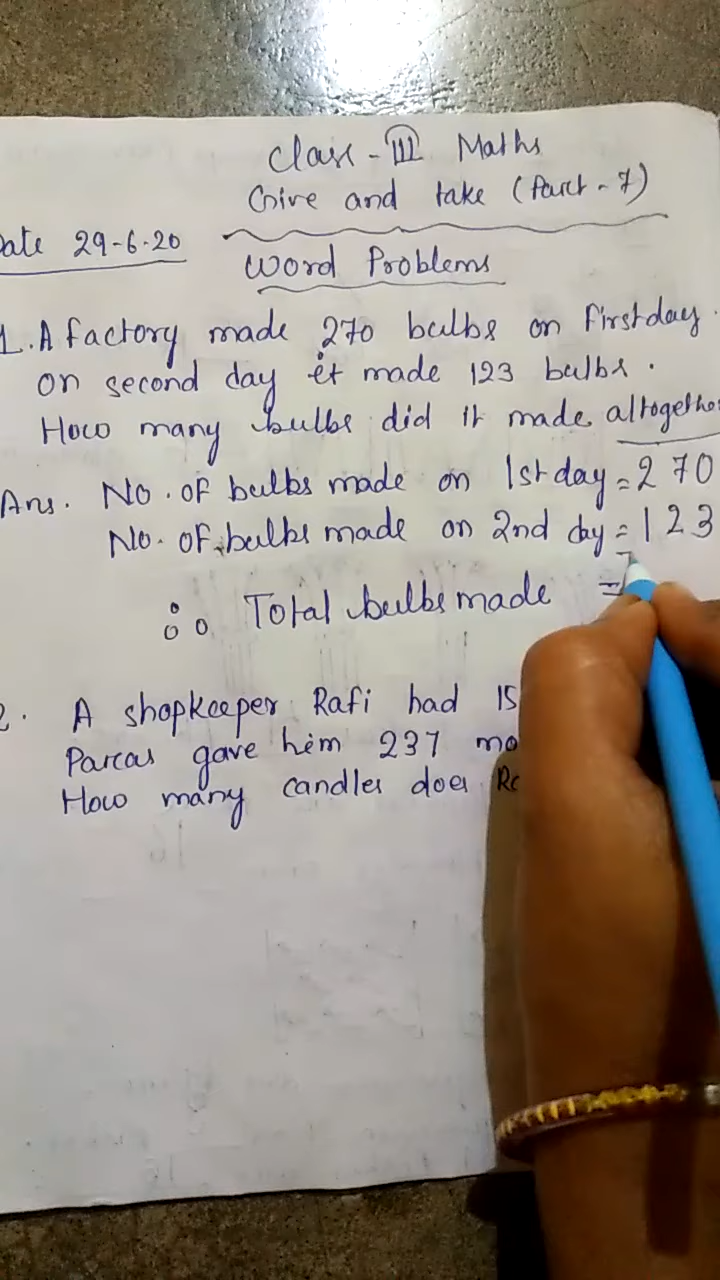 Class - III Maths
Give and take (Part - 7)
Date 29-6-20
Word Problems
1. A factory made 270 bulbs on first day.
on second day it made 123 bulbs.
How many bulbs did it made altogether
Ans. No. of bulbs made on 1st day = 270
No. of bulbs made on 2nd day = 123
∴ Total bulbs made =
2. A shopkeeper Rafi had 15
Paras gave him 237 mo
How many candles does Ra